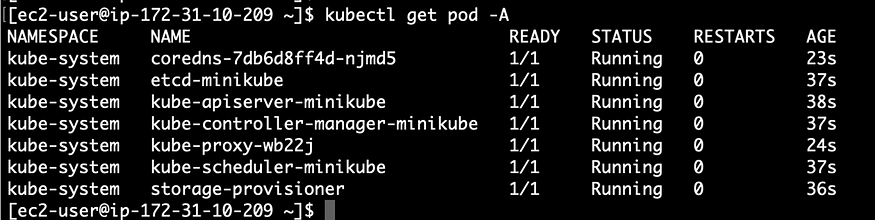 [ec2-user@ip-172-31-10-209 ~]$ kubectl get pod -A
NAMESPACE NAME READY STATUS RESTARTS AGE
kube-system coredns-7db6d8ff4d-njmd5 1/1 Running 0 23s
kube-system etcd-minikube 1/1 Running 0 37s
kube-system kube-apiserver-minikube 1/1 Running 0 38s
kube-system kube-controller-manager-minikube 1/1 Running 0 37s
kube-system kube-proxy-wb22j 1/1 Running 0 24s
kube-system kube-scheduler-minikube 1/1 Running 0 37s
kube-system storage-provisioner 1/1 Running 0 36s
[ec2-user@ip-172-31-10-209 ~]$